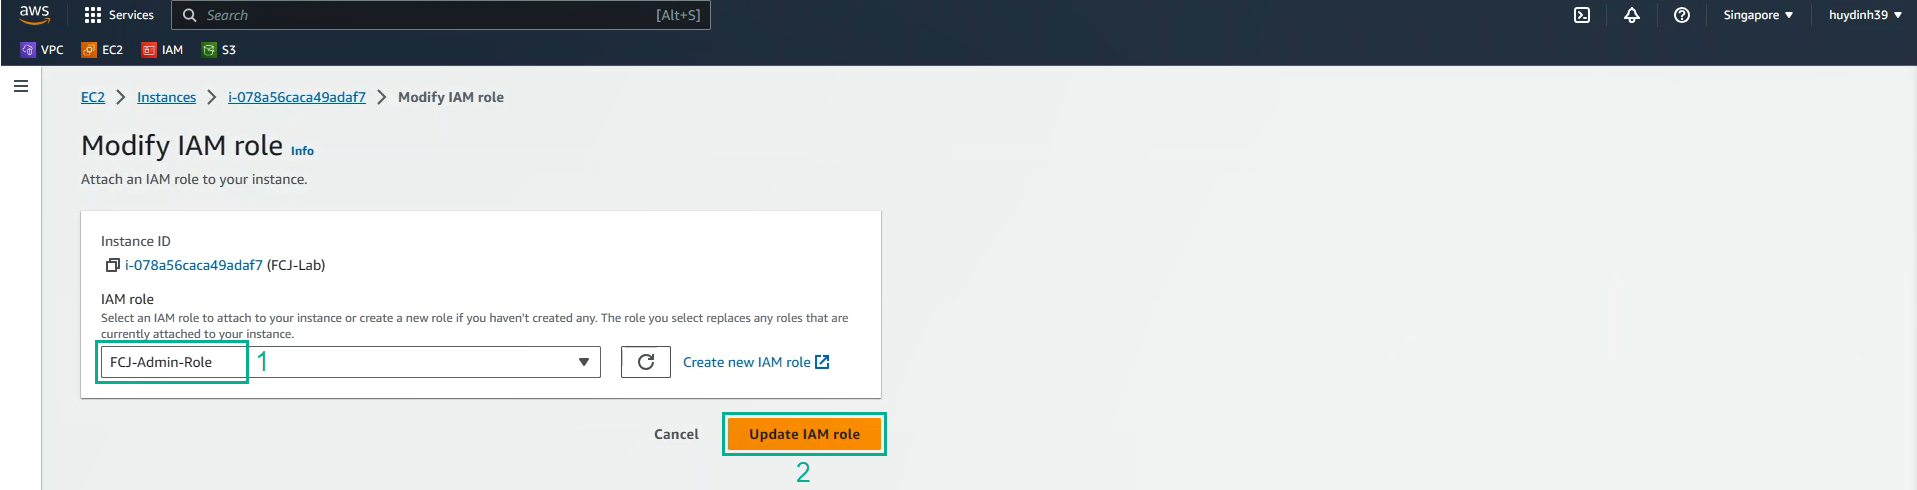 aws Services Search [Alt+S] Singapore huydinh39
VPC EC2 IAM S3
EC2 Instances i-078a56caca49adaf7 Modify IAM role
Modify IAM role Info
Attach an IAM role to your instance.
Instance ID
i-078a56caca49adaf7 (FCJ-Lab)
IAM role
Select an IAM role to attach to your instance or create a new role if you haven't created any. The role you select replaces any roles that are
currently attached to your instance.
FCJ-Admin-Role 1 Create new IAM role
Cancel Update IAM role
2